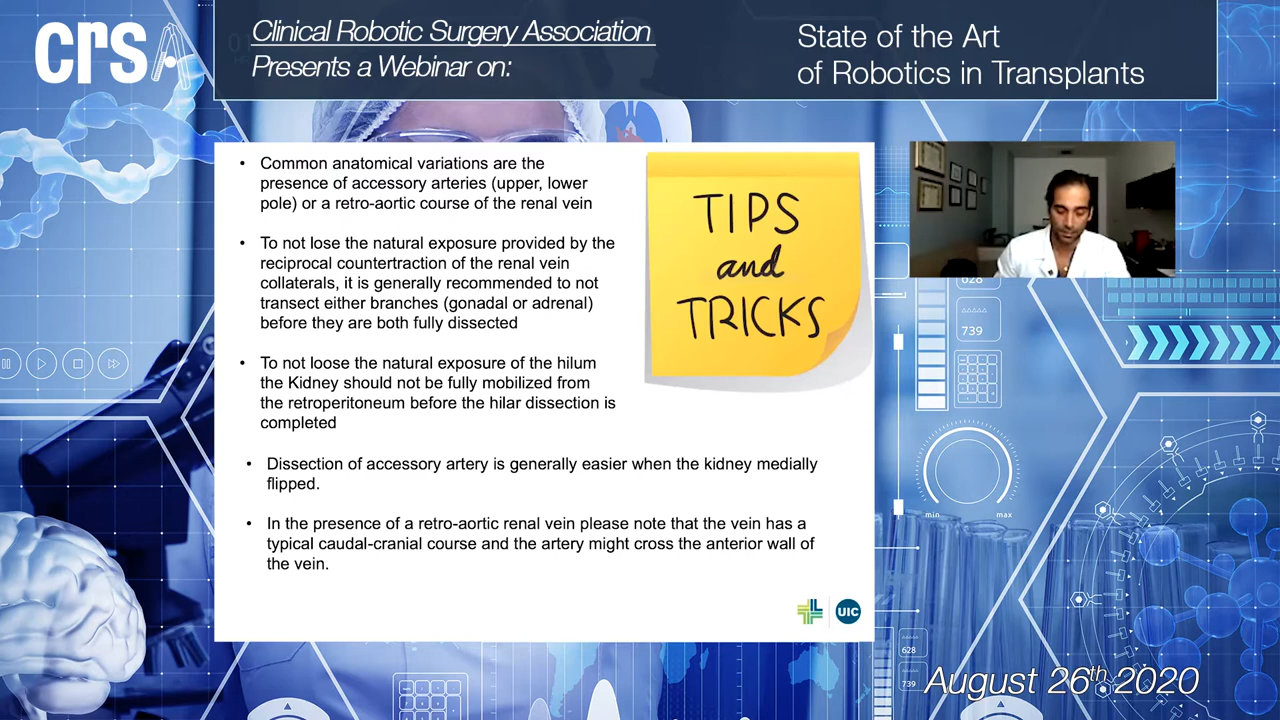 crsa
Clinical Robotic Surgery Association
Presents a Webinar on:
State of the Art
of Robotics in Transplants
• Common anatomical variations are the
presence of accessory arteries (upper, lower
pole) or a retro-aortic course of the renal vein
• To not lose the natural exposure provided by the
reciprocal countertraction of the renal vein
collaterals, it is generally recommended to not
transect either branches (gonadal or adrenal)
before they are both fully dissected
• To not loose the natural exposure of the hilum
the Kidney should not be fully mobilized from
the retroperitoneum before the hilar dissection is
completed
• Dissection of accessory artery is generally easier when the kidney medially
flipped.
• In the presence of a retro-aortic renal vein please note that the vein has a
typical caudal-cranial course and the artery might cross the anterior wall of
the vein.
TIPS
and
TRICKS
UIC
628
739
min max
628
739
August 26th 2020